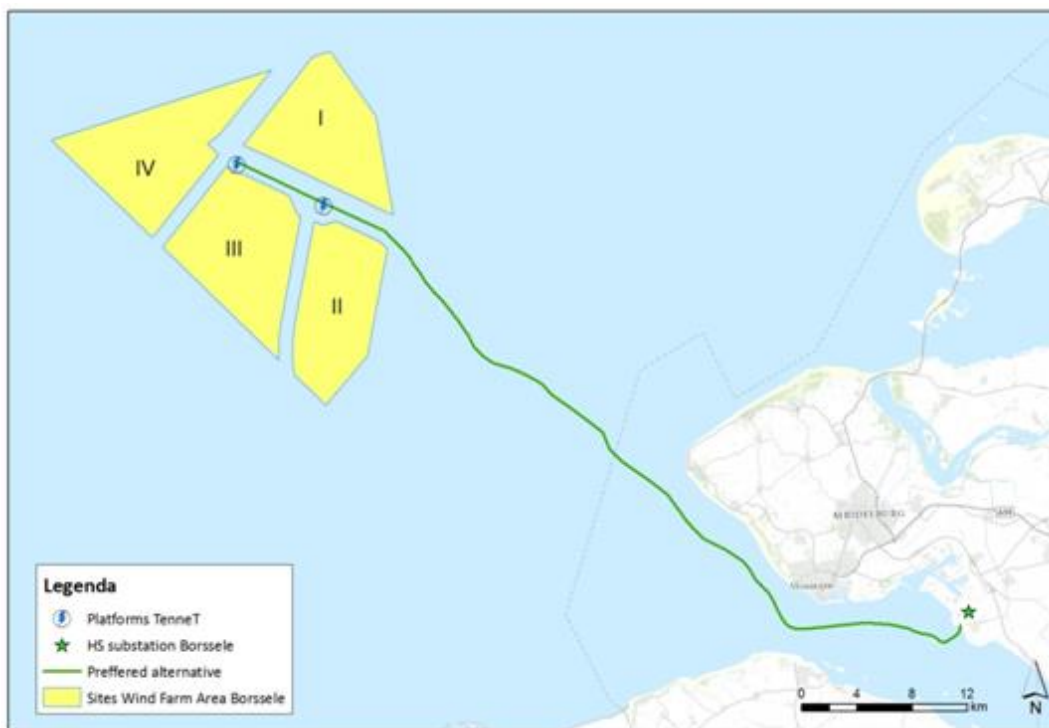 I
IV
III
II
MIDDELBURG
Legenda
Platforms TenneT
HS substation Borssele
Preffered alternative
Sites Wind Farm Area Borssele
0 4 8 12
km
N